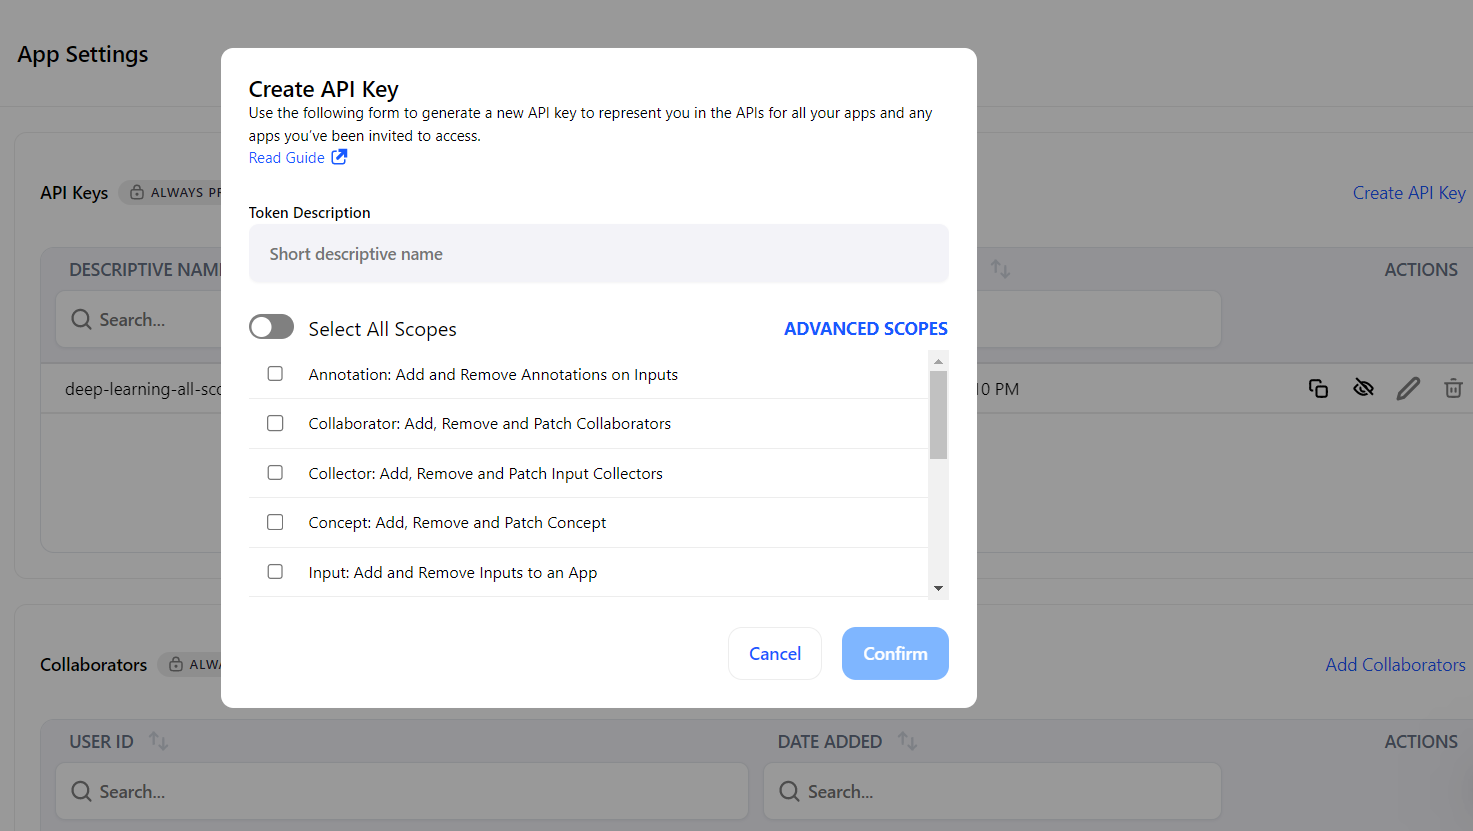 App Settings
Create API Key
Use the following form to generate a new API key to represent you in the APIs for all your apps and any
apps you've been invited to access.
Read Guide
API Keys
ALWAYS PR
Create API Key
Token Description
Short descriptive name
DESCRIPTIVE NAM
ACTIONS
Search...
Select All Scopes
ADVANCED SCOPES
Annotation: Add and Remove Annotations on Inputs
deep-learning-all-sco
0 PM
Collaborator: Add, Remove and Patch Collaborators
Collector: Add, Remove and Patch Input Collectors
Concept: Add, Remove and Patch Concept
Input: Add and Remove Inputs to an App
Cancel
Confirm
Collaborators
ALWA
Add Collaborators
USER ID
DATE ADDED
ACTIONS
Search...
Search...